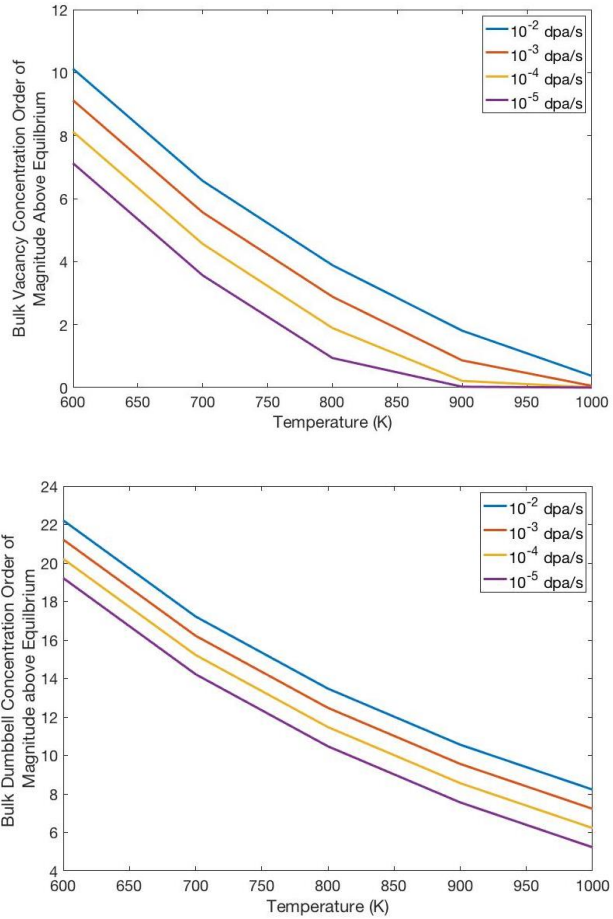 12
10
8
6
4
2
0
Bulk Vacancy Concentration Order of
Magnitude Above Equilbrium
10-2 dpa/s
10-3 dpa/s
10-4 dpa/s
10-5 dpa/s
600 650 700 750 800 850 900 950 1000
Temperature (K)
24
22
20
18
16
14
12
10
8
6
4
Bulk Dumbbell Concentration Order of
Magnitude above Equilbrium
10-2 dpa/s
10-3 dpa/s
10-4 dpa/s
10-5 dpa/s
600 650 700 750 800 850 900 950 1000
Temperature (K)